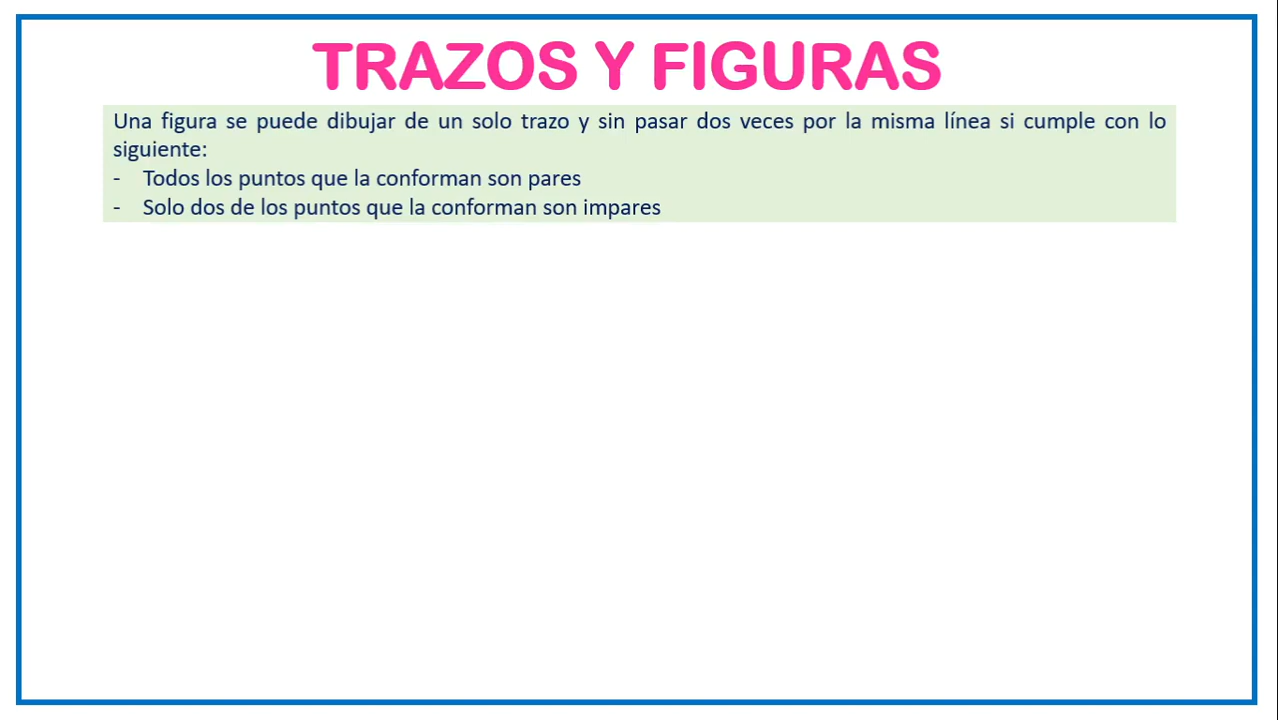 TRAZOS Y FIGURAS
Una figura se puede dibujar de un solo trazo y sin pasar dos veces por la misma línea si cumple con lo
siguiente:
- Todos los puntos que la conforman son pares
- Solo dos de los puntos que la conforman son impares